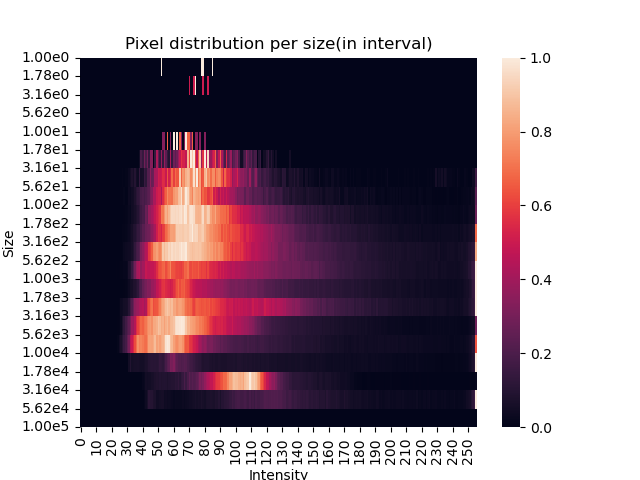 Pixel distribution per size(in interval)
1.00e0
1.78e0
3.16e0
5.62e0
1.00e1
1.78e1
3.16e1
5.62e1
1.00e2
1.78e2
3.16e2
5.62e2
1.00e3
1.78e3
3.16e3
5.62e3
1.00e4
1.78e4
3.16e4
5.62e4
1.00e5
Size
0 10 20 30 40 50 60 70 80 90 100 110 120 130 140 150 160 170 180 190 200 210 220 230 240 250
Intensity
1.0
0.8
0.6
0.4
0.2
0.0